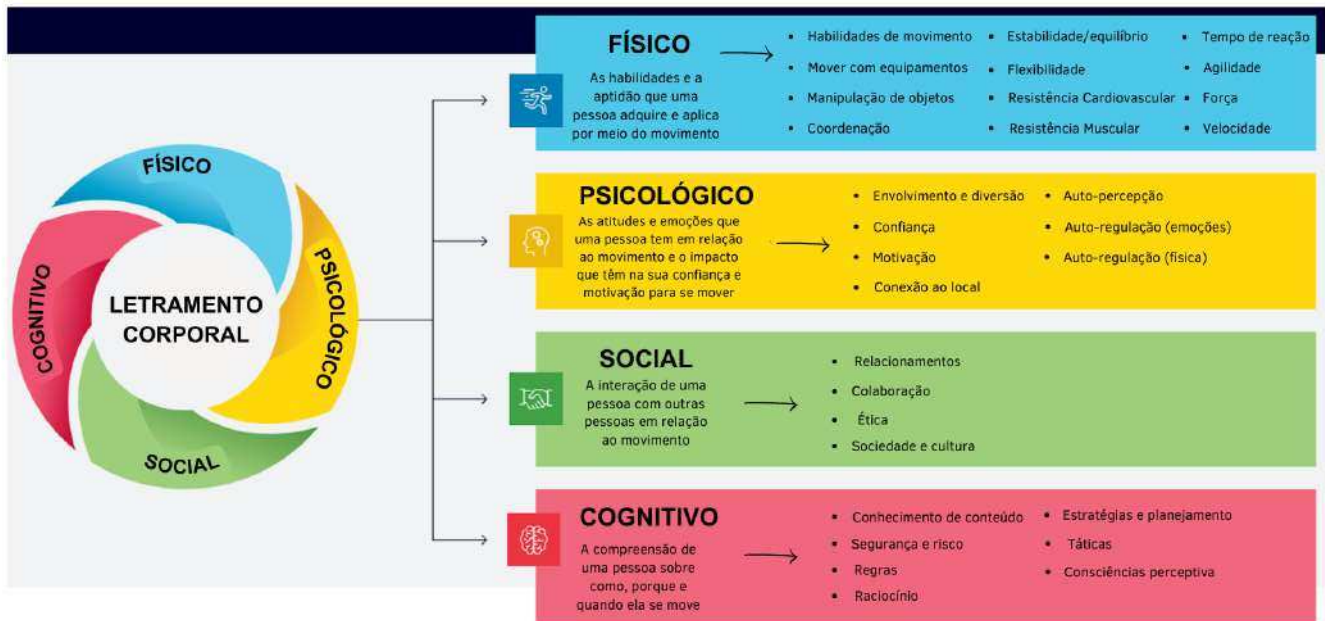 FÍSICO
PSICOLÓGICO
SOCIAL
COGNITIVO
LETRAMENTO
CORPORAL
FÍSICO
As habilidades e a
aptidão que uma
pessoa adquire e aplica
por meio do movimento
• Habilidades de movimento
• Mover com equipamentos
• Manipulação de objetos
• Coordenação
• Estabilidade/equilíbrio
• Flexibilidade
• Resistência Cardiovascular
• Resistência Muscular
• Tempo de reação
• Agilidade
• Força
• Velocidade
PSICOLÓGICO
As atitudes e emoções que
uma pessoa tem em relação
ao movimento e o impacto
que têm na sua confiança e
motivação para se mover
• Envolvimento e diversão
• Confiança
• Motivação
• Conexão ao local
• Auto-percepção
• Auto-regulação (emoções)
• Auto-regulação (física)
SOCIAL
A interação de uma
pessoa com outras
pessoas em relação
ao movimento
• Relacionamentos
• Colaboração
• Ética
• Sociedade e cultura
COGNITIVO
A compreensão de
uma pessoa sobre
como, porque e
quando ela se move
• Conhecimento de conteúdo
• Segurança e risco
• Regras
• Raciocínio
• Estratégias e planejamento
• Táticas
• Consciências perceptiva